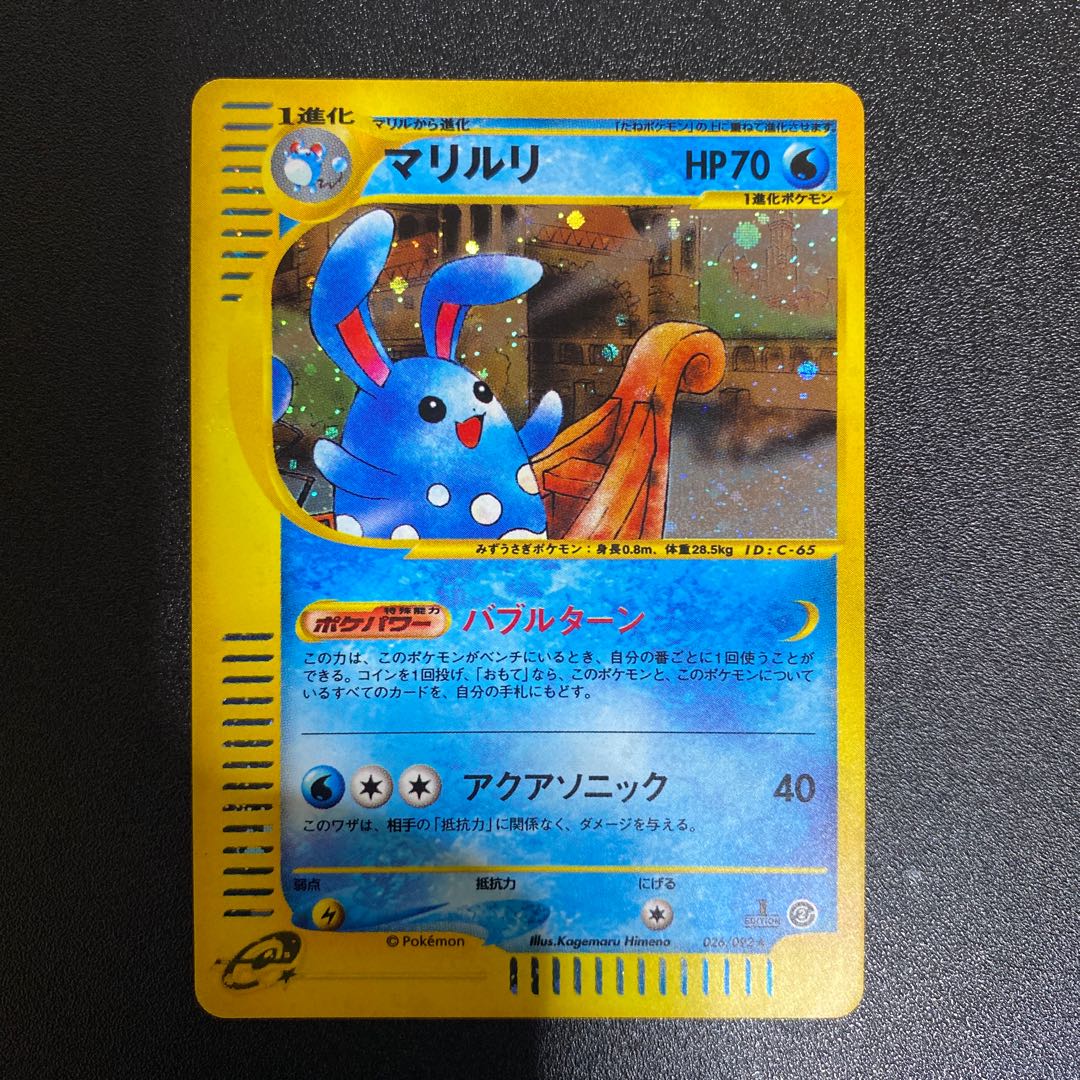 1進化 マリルから進化 「たねポケモン」の上に重ねて進化させます。
マリルリ HP70
1進化ポケモン
みずうさぎポケモン：身長0.8m、体重28.5kg ID:C-65
特殊能力
ポケパワー バブルターン
この力は、このポケモンがベンチにいるとき、自分の番ごとに1回使うことが
できる。コインを1回投げ、「おもて」なら、このポケモンと、このポケモンについて
いるすべてのカードを、自分の手札にもどす。
アクアソニック 40
このワザは、相手の「抵抗力」に関係なく、ダメージを与える。
弱点 抵抗力 にげる
1 EDITION
© Pokémon Illus.Kagemaru Himeno 026/092★
e